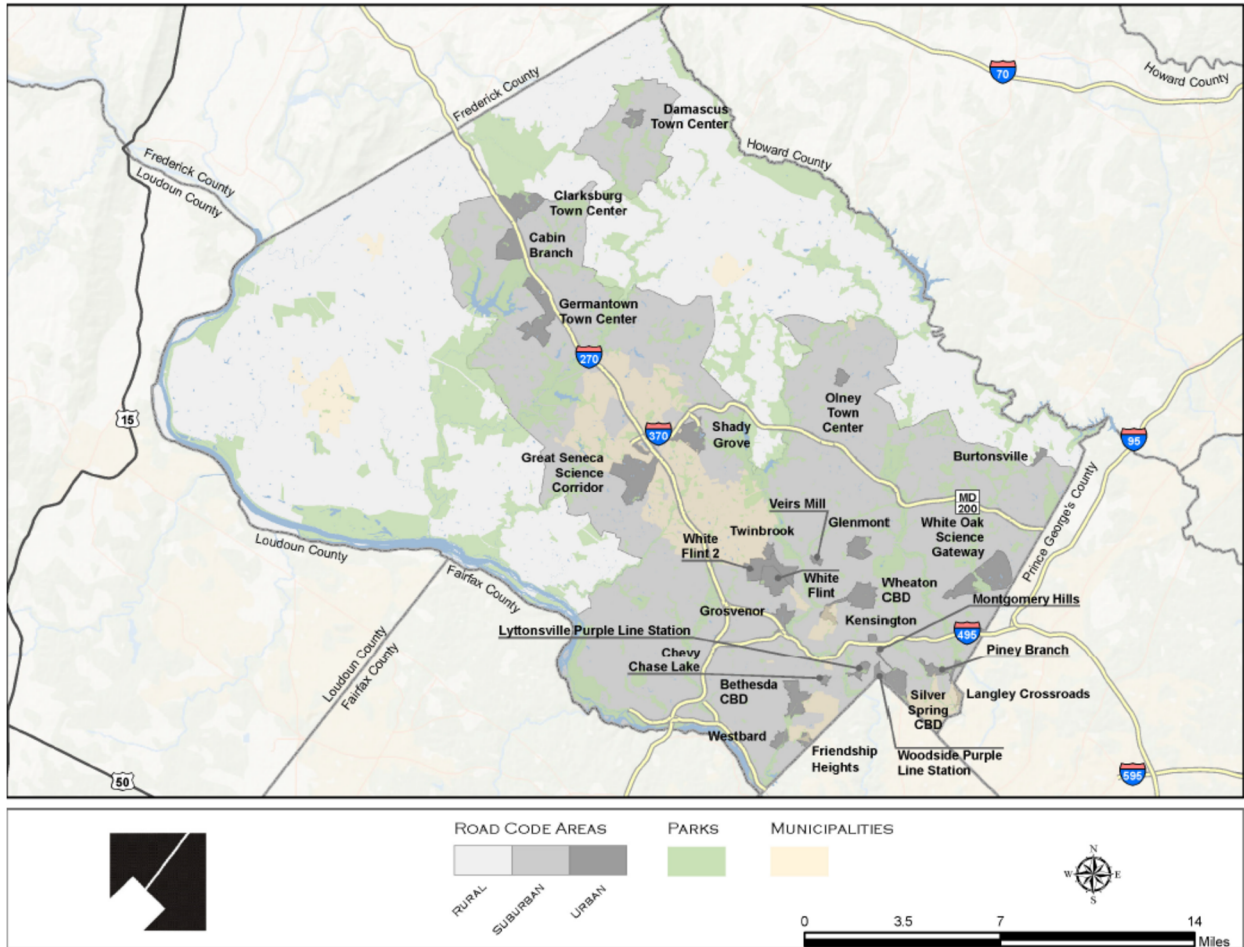 70
Howard County
Frederick County
Damascus
Town Center
Howard County
Frederick County
Loudoun County
Clarksburg
Town Center
Cabin
Branch
Germantown
Town Center
270
15
Olney
Town
Center
370
Shady
Grove
95
Great Seneca
Science
Corridor
Burtonsville
Prince George's County
MD
200
Veirs Mill
Twinbrook
Glenmont
White Oak
Science
Gateway
White
Flint 2
White
Flint
Wheaton
CBD
Loudoun County
Fairfax County
Grosvenor
Kensington
Montgomery Hills
Lyttonsville Purple Line Station
495
Chevy
Chase Lake
Piney Branch
Loudoun County
Fairfax County
Bethesda
CBD
Silver
Spring
CBD
Langley Crossroads
Westbard
Friendship
Heights
Woodside Purple
Line Station
50
595
ROAD CODE AREAS
PARKS
MUNICIPALITIES
RURAL
SUBURBAN
URBAN
N
W
E
S
0
3.5
7
14
Miles